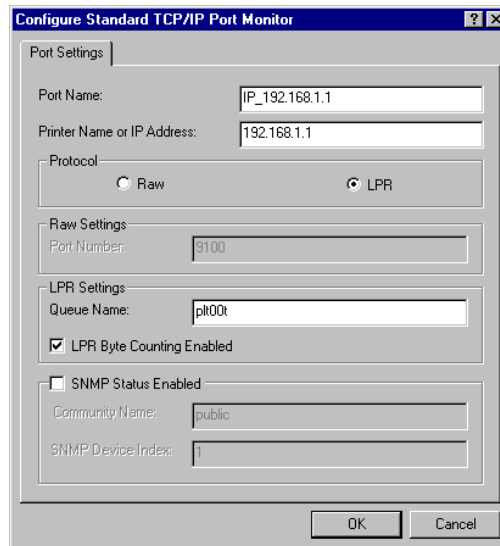 Configure Standard TCP/IP Port Monitor
Port Settings
Port Name: IP_192.168.1.1
Printer Name or IP Address: 192.168.1.1
Protocol
Raw LPR
Raw Settings
Port Number: 9100
LPR Settings
Queue Name: plt00t
LPR Byte Counting Enabled
SNMP Status Enabled
Community Name: public
SNMP Device Index: 1
OK Cancel